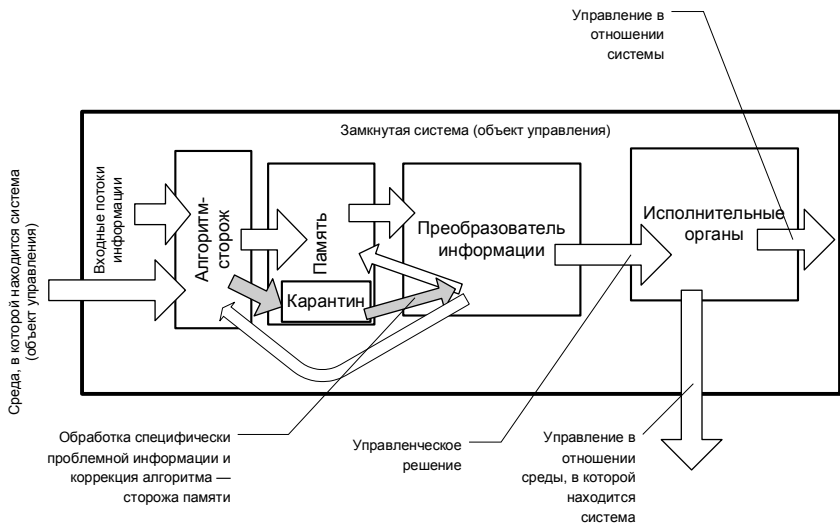 Управление в
отношении
системы
Замкнутая система (объект управления)
Среда, в которой находится система
(объект управления)
Входные потоки
информации
Алгоритм-
сторож
Память
Карантин
Преобразователь
информации
Исполнительные
органы
Обработка специфически
проблемной информации и
коррекция алгоритма —
сторожа памяти
Управленческое
решение
Управление в
отношении
среды, в которой
находится
система